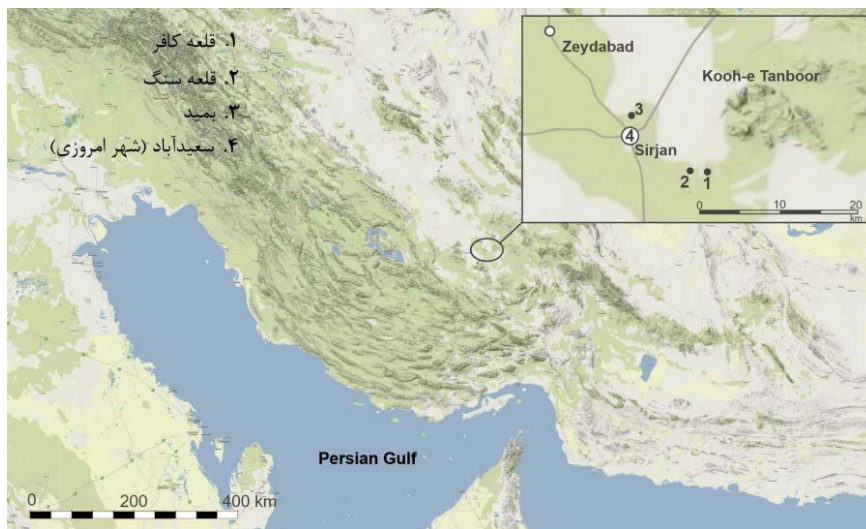 ۱. قلعه کافر
۲. قلعه سنگ
۳. بمید
۴. سعیدآباد (شهر امروزی)
Zeydabad
Kooh-e Tanboor
3
4
Sirjan
2 1
0 10 20
Persian Gulf
0 200 400 km